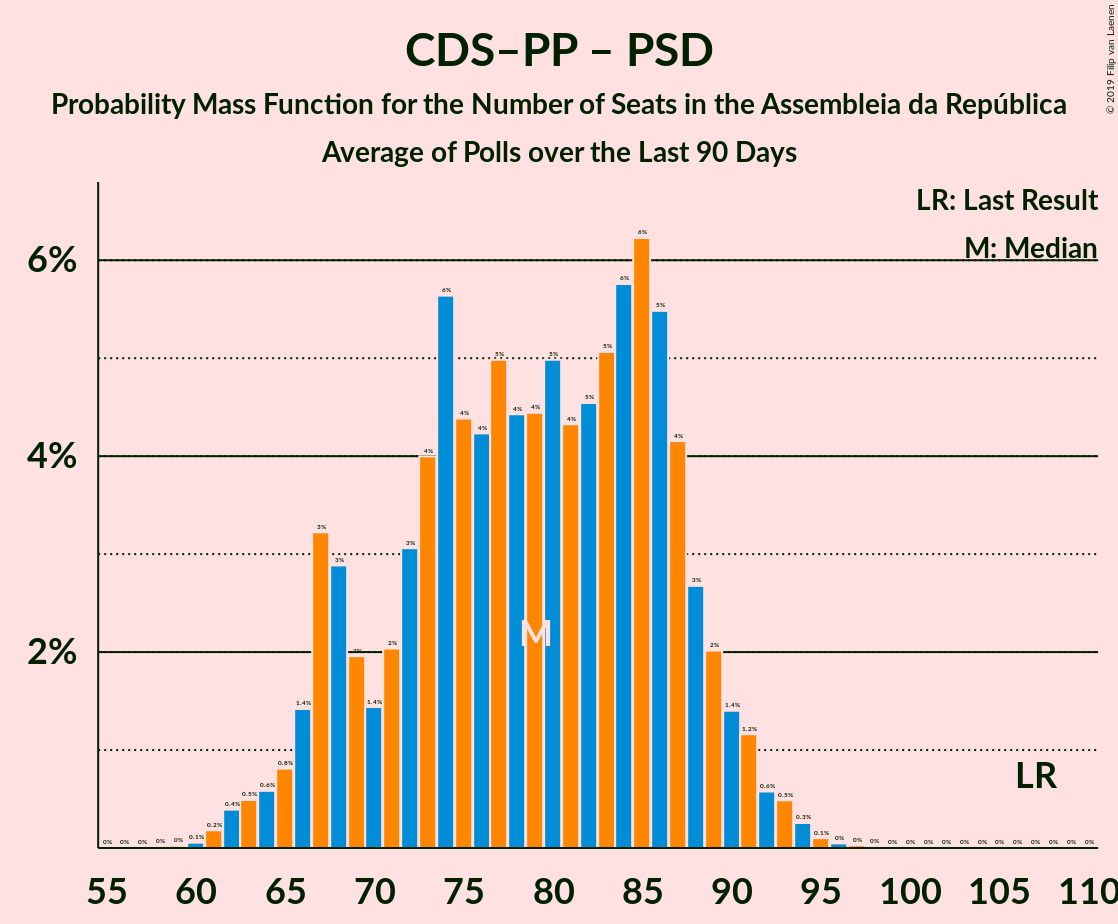 CDS–PP – PSD
Probability Mass Function for the Number of Seats in the Assembleia da República
Average of Polls over the Last 90 Days
© 2019 Filip van Laenen
LR: Last Result
M: Median
6%
4%
2%
0% 0% 0% 0% 0% 0.1% 0.2% 0.4% 0.5% 0.6% 0.8% 1.4% 3% 3% 2% 1.4% 2% 3% 4% 6% 4% 4% 5% 4% 4% 5% 4% 5% 5% 6% 6% 5% 4% 3% 2% 1.4% 1.2% 0.6% 0.5% 0.3% 0.1% 0% 0% 0% 0% 0% 0% 0% 0% 0% 0% 0% 0% 0% 0% 0%
M
LR
55 60 65 70 75 80 85 90 95 100 105 110